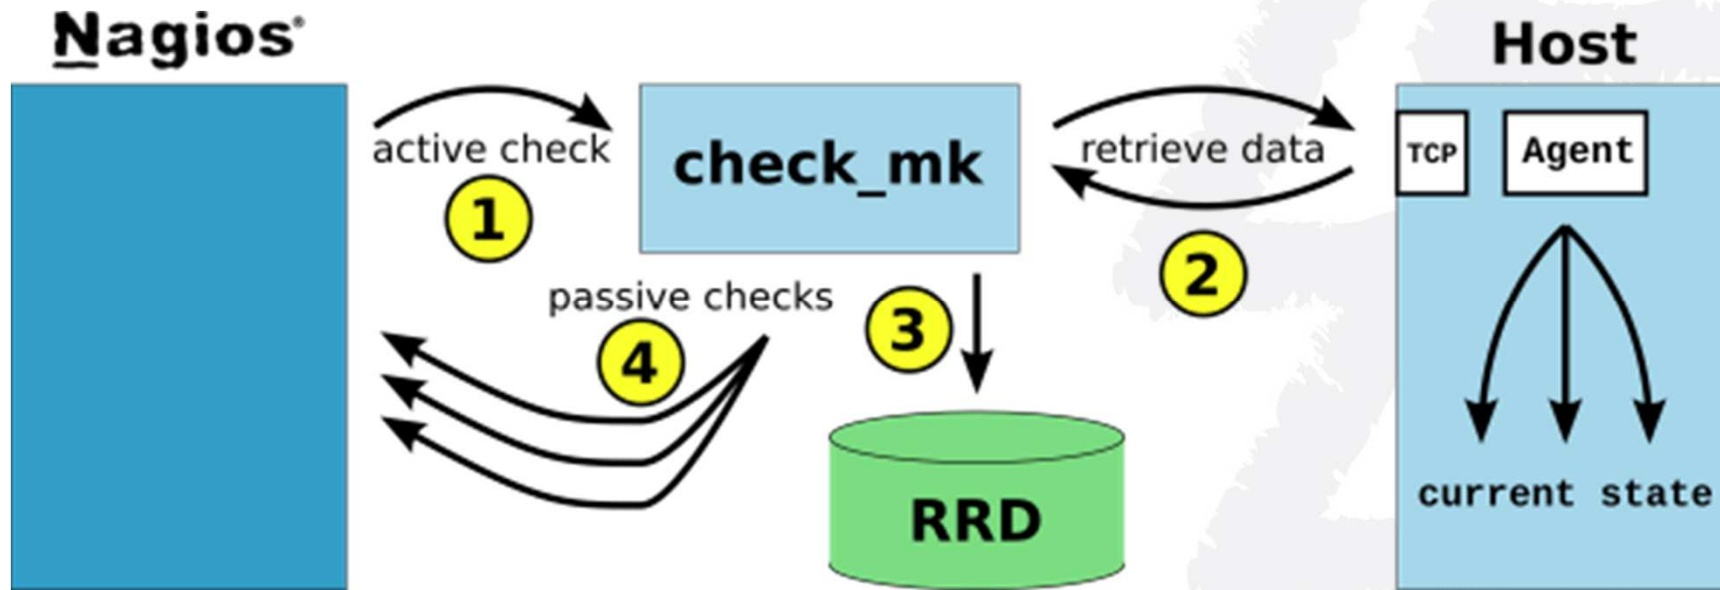 Nagios®
Host
active check
1
check_mk
retrieve data
2
TCP
Agent
passive checks
4
3
RRD
current state